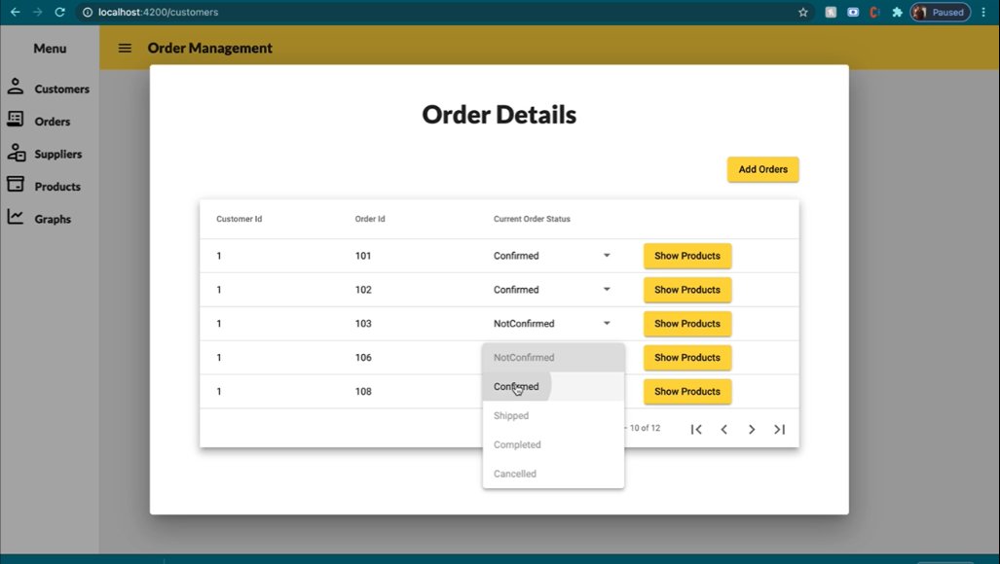 localhost:4200/customers
Paused
Menu
Order Management
Customers
Orders
Suppliers
Products
Graphs
Order Details
Add Orders
Customer Id Order Id Current Order Status
1 101 Confirmed Show Products
1 102 Confirmed Show Products
1 103 NotConfirmed Show Products
1 106 NotConfirmed Show Products
Confirmed
1 108 Show Products
Shipped
- 10 of 12
Completed
Cancelled